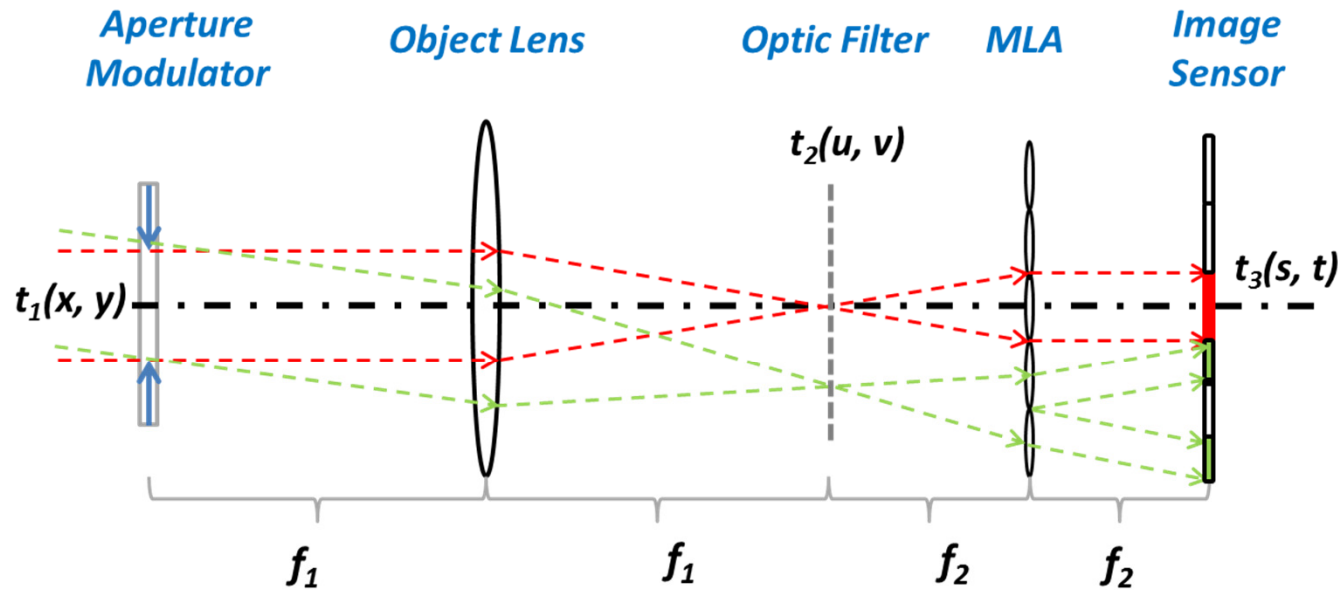 Aperture
Modulator
Object Lens
Optic Filter
MLA
Image
Sensor
t2(u, v)
t1(x, y)
t3(s, t)
f1
f1
f2
f2